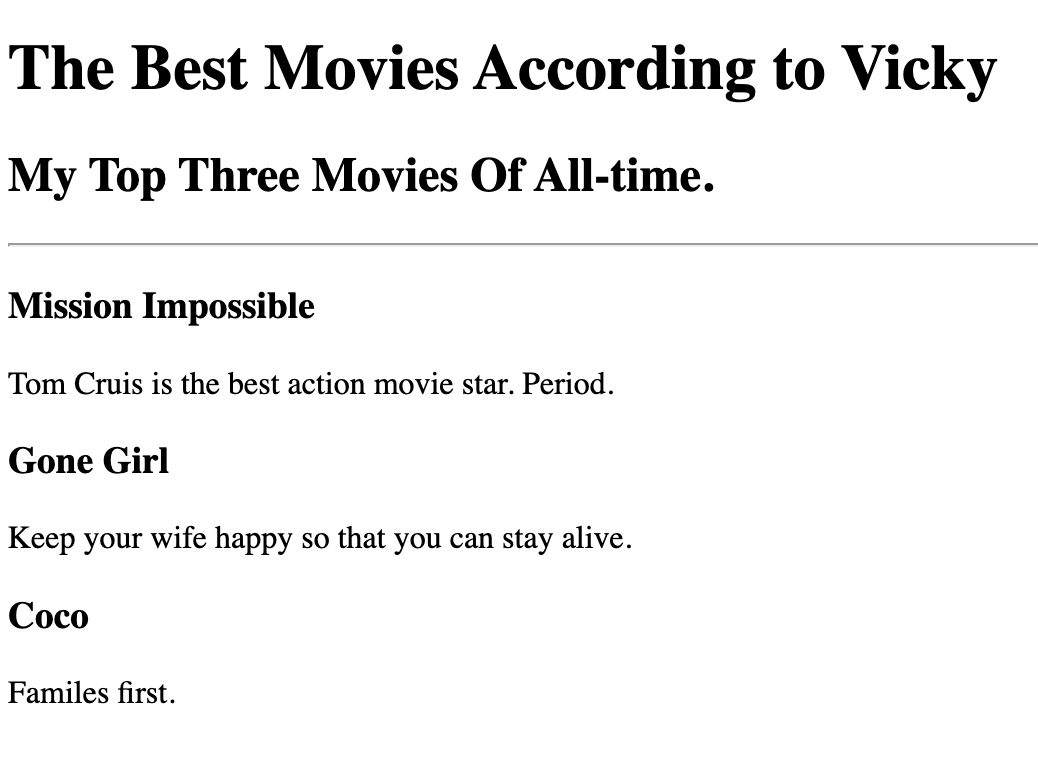 The Best Movies According to Vicky
My Top Three Movies Of All-time.
Mission Impossible
Tom Cruis is the best action movie star. Period.
Gone Girl
Keep your wife happy so that you can stay alive.
Coco
Familes first.